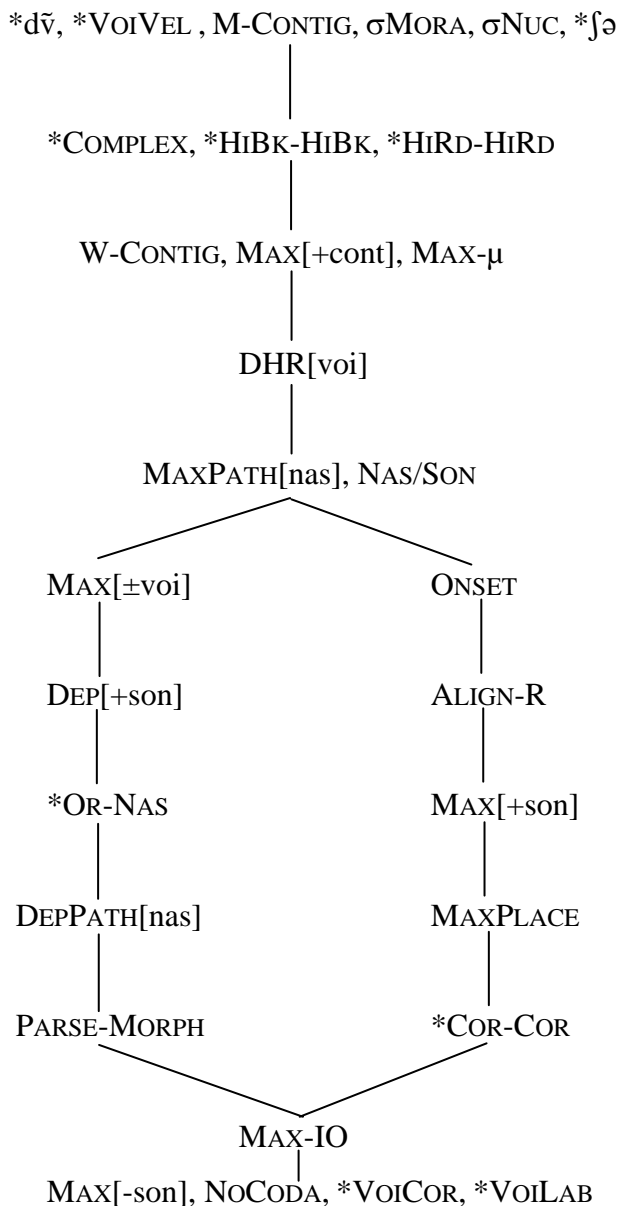 *dṽ, *VOIVEL , M-CONTIG, σMORA, σNUC, *ʃə
*COMPLEX, *HIBK-HIBK, *HIRD-HIRD
W-CONTIG, MAX[+cont], MAX-μ
DHR[voi]
MAXPATH[nas], NAS/SON
MAX[±voi] ONSET
DEP[+son] ALIGN-R
*OR-NAS MAX[+son]
DEPPATH[nas] MAXPLACE
PARSE-MORPH *COR-COR
MAX-IO
MAX[-son], NOCODA, *VOICOR, *VOILAB